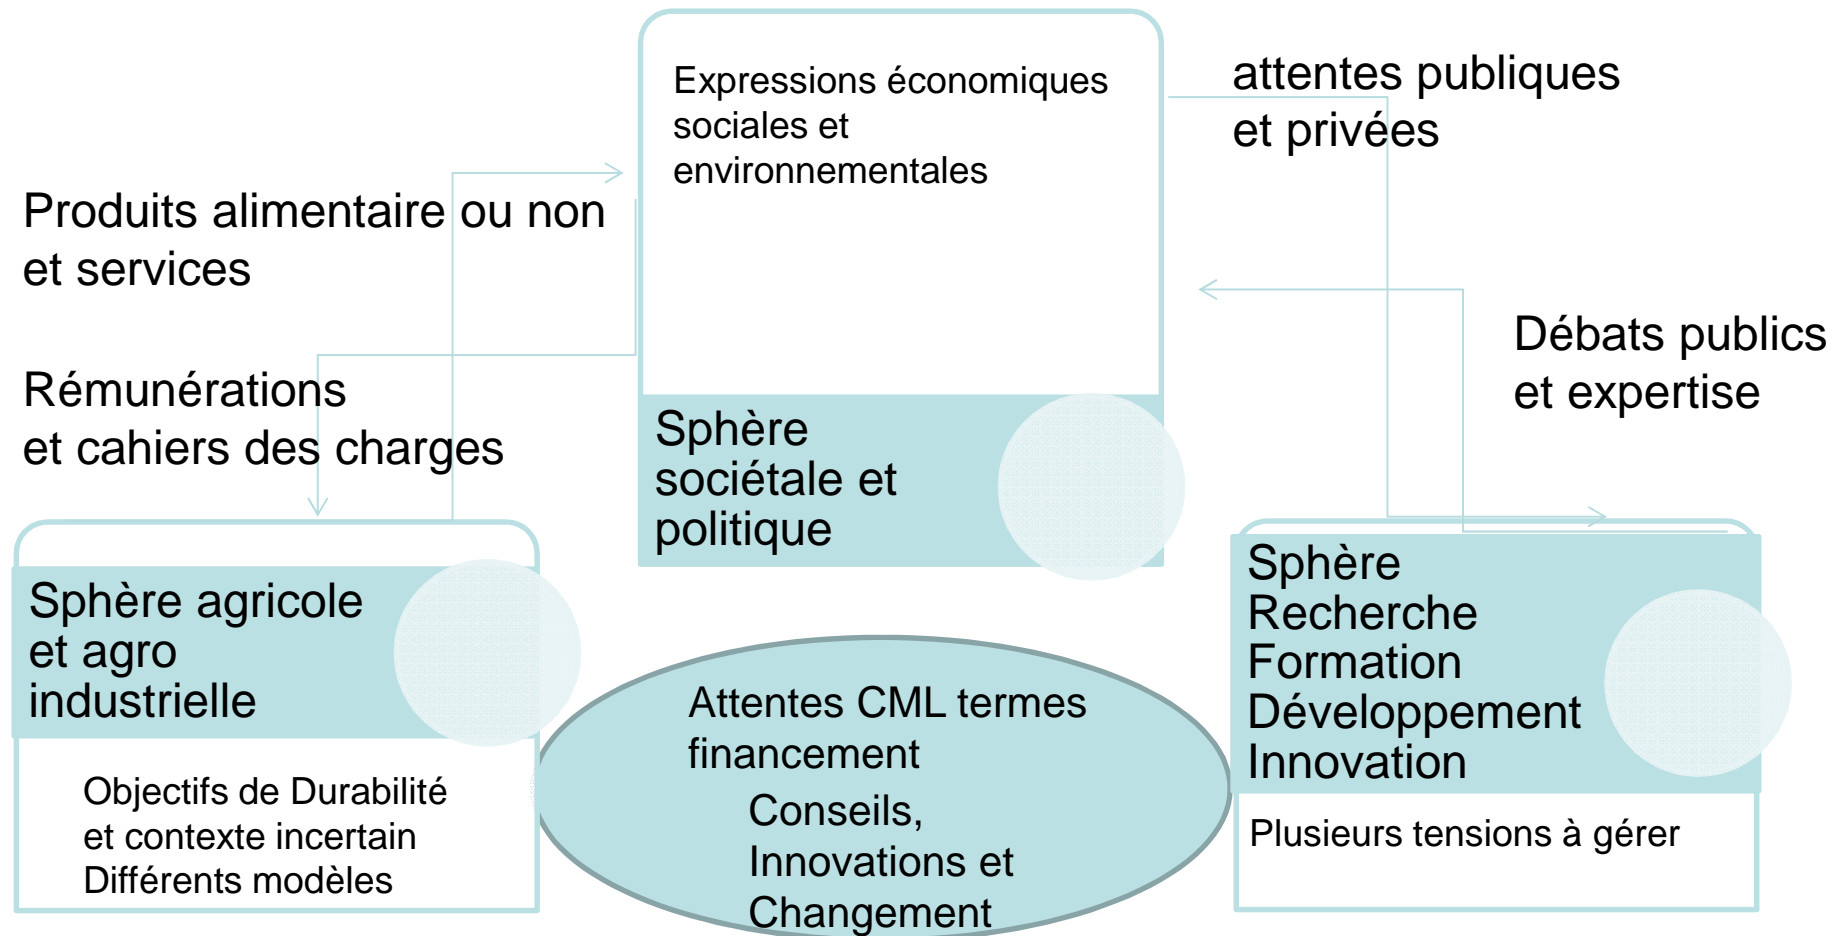 Expressions économiques
sociales et
environnementales
attentes publiques
et privées
Produits alimentaire ou non
et services
Débats publics
et expertise
Rémunérations
et cahiers des charges
Sphère
sociétale et
politique
Sphère agricole
et agro
industrielle
Objectifs de Durabilité
et contexte incertain
Différents modèles
Attentes CML termes
financement
Conseils,
Innovations et
Changement
Sphère
Recherche
Formation
Développement
Innovation
Plusieurs tensions à gérer